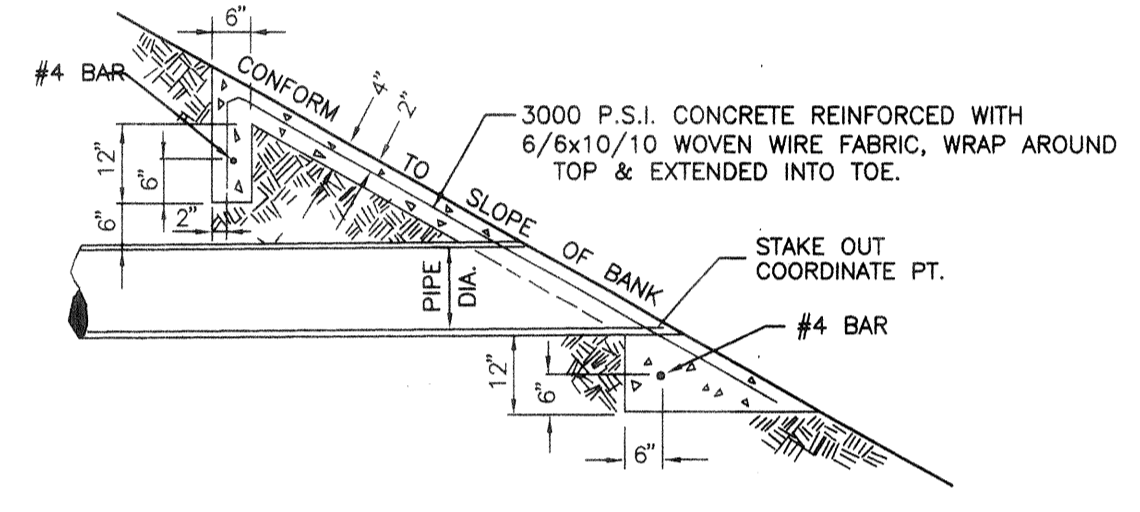 6"
#4 BAR
CONFORM TO SLOPE OF BANK
4"
2"
3000 P.S.I. CONCRETE REINFORCED WITH
6/6x10/10 WOVEN WIRE FABRIC, WRAP AROUND
TOP & EXTENDED INTO TOE.
12"
6"
6"
2"
PIPE
DIA.
STAKE OUT
COORDINATE PT.
#4 BAR
12"
6"
6"